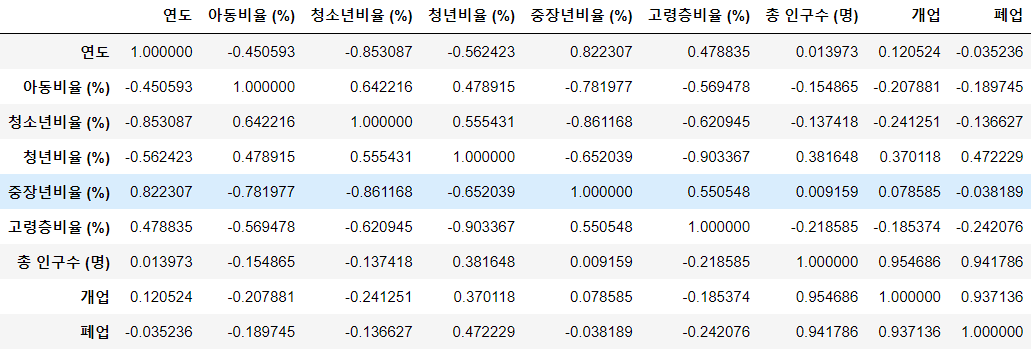 연도 아동비율 (%) 청소년비율 (%) 청년비율 (%) 중장년비율 (%) 고령층비율 (%) 총 인구수 (명) 개업 폐업
연도 1.000000 -0.450593 -0.853087 -0.562423 0.822307 0.478835 0.013973 0.120524 -0.035236
아동비율 (%) -0.450593 1.000000 0.642216 0.478915 -0.781977 -0.569478 -0.154865 -0.207881 -0.189745
청소년비율 (%) -0.853087 0.642216 1.000000 0.555431 -0.861168 -0.620945 -0.137418 -0.241251 -0.136627
청년비율 (%) -0.562423 0.478915 0.555431 1.000000 -0.652039 -0.903367 0.381648 0.370118 0.472229
중장년비율 (%) 0.822307 -0.781977 -0.861168 -0.652039 1.000000 0.550548 0.009159 0.078585 -0.038189
고령층비율 (%) 0.478835 -0.569478 -0.620945 -0.903367 0.550548 1.000000 -0.218585 -0.185374 -0.242076
총 인구수 (명) 0.013973 -0.154865 -0.137418 0.381648 0.009159 -0.218585 1.000000 0.954686 0.941786
개업 0.120524 -0.207881 -0.241251 0.370118 0.078585 -0.185374 0.954686 1.000000 0.937136
폐업 -0.035236 -0.189745 -0.136627 0.472229 -0.038189 -0.242076 0.941786 0.937136 1.000000